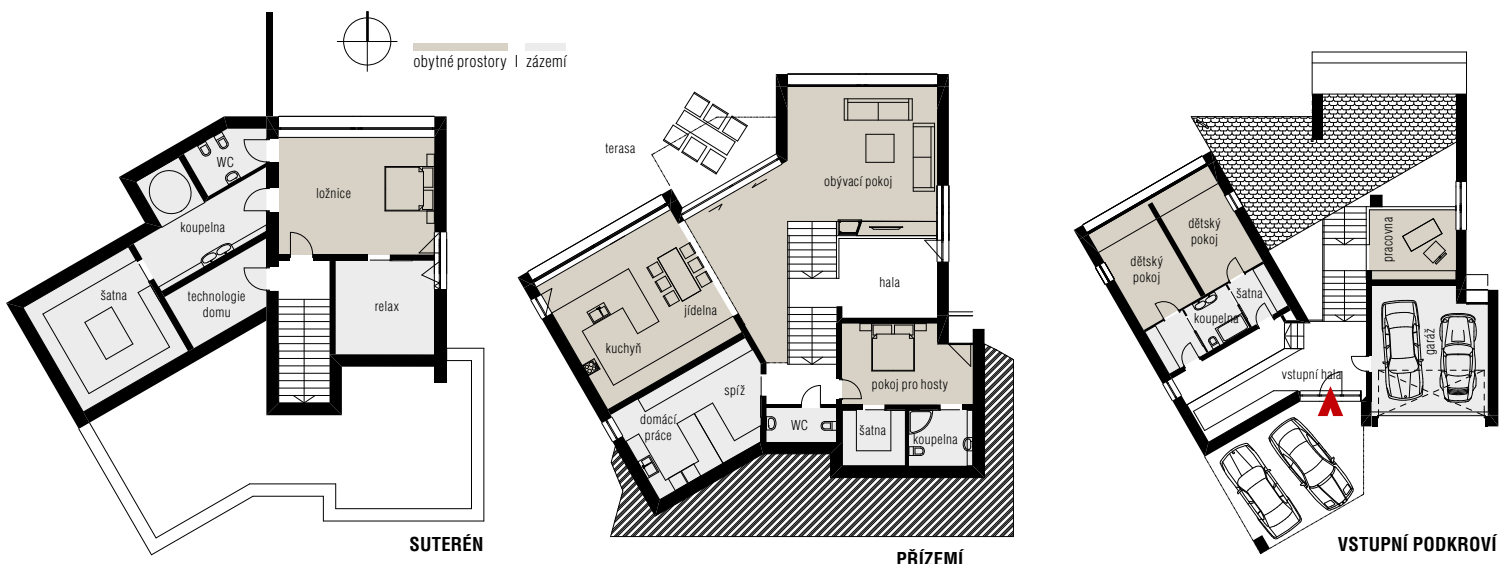 obytné prostory I zázemí
WC
ložnice
koupelna
šatna
technologie
domu
relax
SUTERÉN
terasa
obývací pokoj
hala
jídelna
kuchyň
pokoj pro hosty
spíž
domácí
práce
WC
šatna
koupelna
PŘÍZEMÍ
dětský
pokoj
dětský
pokoj
pracovna
šatna
koupelna
garáž
vstupní hala
VSTUPNÍ PODKROVÍ